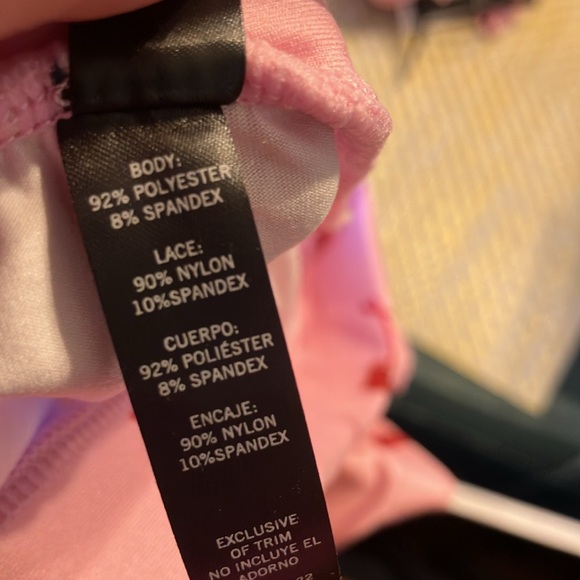 BODY:
92% POLYESTER
8% SPANDEX
LACE:
90% NYLON
10%SPANDEX
CUERPO:
92% POLIÉSTER
8% SPANDEX
ENCAJE:
90% NYLON
10%SPANDEX
EXCLUSIVE
OF TRIM
NO INCLUYE EL
ADORNO